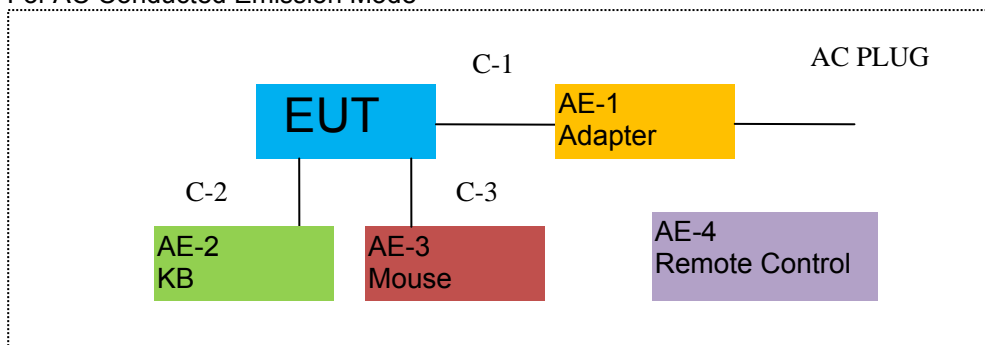 For AC Conducted Emission Mode
C-1
AC PLUG
EUT
AE-1
Adapter
C-2
C-3
AE-2
KB
AE-3
Mouse
AE-4
Remote Control